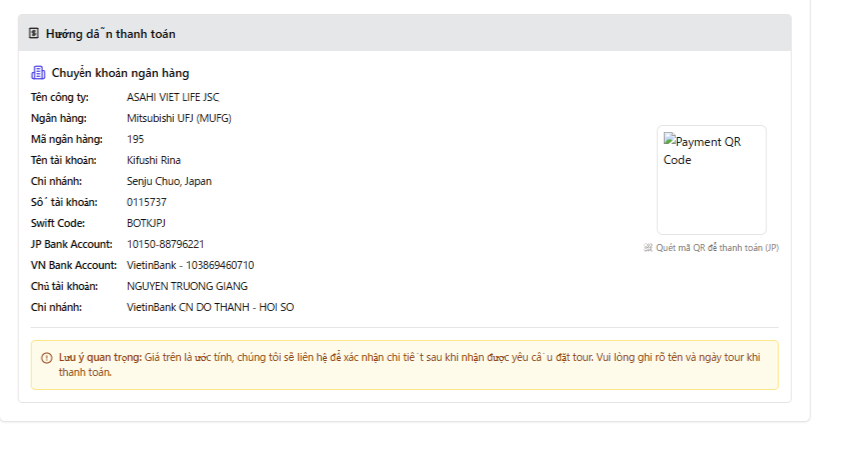 Hướng dẫn thanh toán
Chuyển khoản ngân hàng
Tên công ty: ASAHI VIET LIFE JSC
Ngân hàng: Mitsubishi UFJ (MUFG)
Mã ngân hàng: 195
Tên tài khoản: Kifushi Rina
Chi nhánh: Senju Chuo, Japan
Số tài khoản: 0115737
Swift Code: BOTKJPJ
JP Bank Account: 10150-88796221
VN Bank Account: VietinBank - 103869460710
Chủ tài khoản: NGUYEN TRUONG GIANG
Chi nhánh: VietinBank CN DO THANH - HOI SO
Payment QR
Code
Quét mã QR để thanh toán (JP)
Lưu ý quan trọng: Giá trên là ước tính, chúng tôi sẽ liên hệ để xác nhận chi tiết sau khi nhận được yêu cầu đặt tour. Vui lòng ghi rõ tên và ngày tour khi
thanh toán.